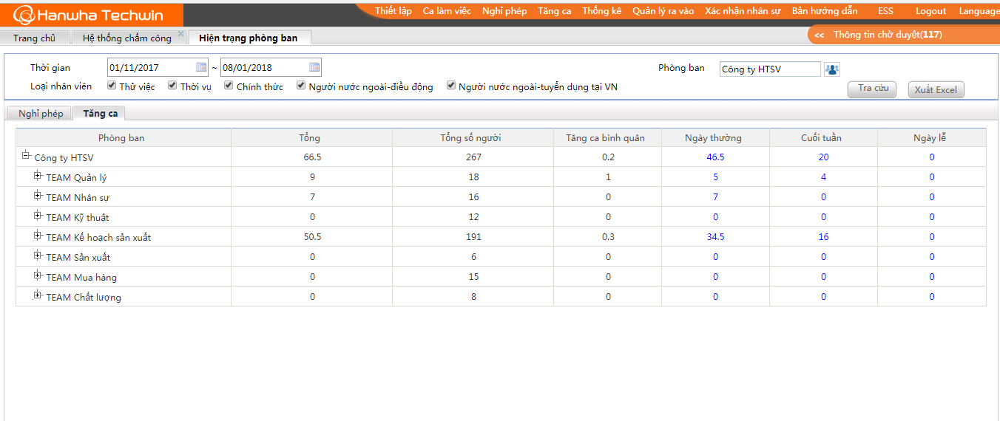 Hanwha Techwin
Thiết lập Ca làm việc Nghỉ phép Tăng ca Thống kê Quản lý ra vào Xác nhận nhân sự Bản hướng dẫn ESS Logout Language
Trang chủ Hệ thống chấm công Hiện trạng phòng ban
<< Thông tin chờ duyệt(117)
Thời gian 01/11/2017 ~ 08/01/2018 Phòng ban Công ty HTSV
Loại nhân viên Thử việc Thời vụ Chính thức Người nước ngoài-điều động Người nước ngoài-tuyển dụng tại VN
Tra cứu Xuất Excel
Nghỉ phép Tăng ca
Phòng ban Tổng Tổng số người Tăng ca bình quân Ngày thường Cuối tuần Ngày lễ
Công ty HTSV 66.5 267 0.2 46.5 20 0
TEAM Quản lý 9 18 1 5 4 0
TEAM Nhân sự 7 16 0 7 0 0
TEAM Kỹ thuật 0 12 0 0 0 0
TEAM Kế hoạch sản xuất 50.5 191 0.3 34.5 16 0
TEAM Sản xuất 0 6 0 0 0 0
TEAM Mua hàng 0 15 0 0 0 0
TEAM Chất lượng 0 8 0 0 0 0